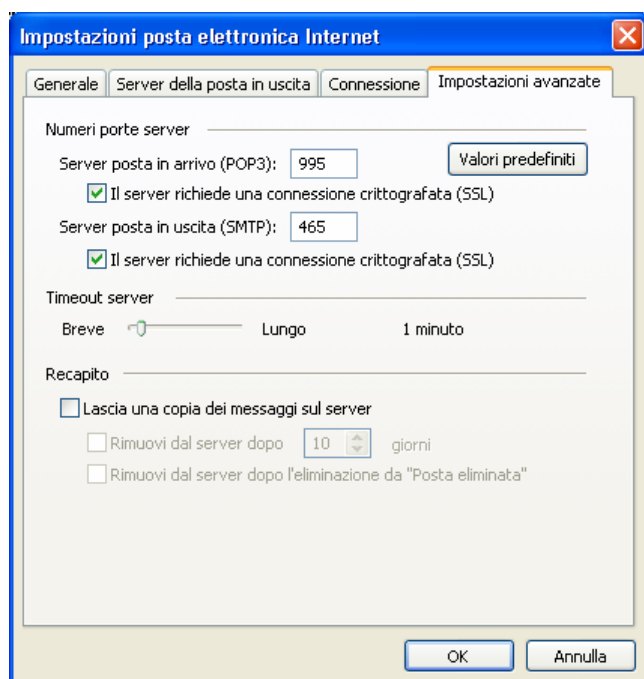 Impostazioni posta elettronica Internet
Generale Server della posta in uscita Connessione Impostazioni avanzate
Numeri porte server
Server posta in arrivo (POP3): 995 Valori predefiniti
Il server richiede una connessione crittografata (SSL)
Server posta in uscita (SMTP): 465
Il server richiede una connessione crittografata (SSL)
Timeout server
Breve Lungo 1 minuto
Recapito
Lascia una copia dei messaggi sul server
Rimuovi dal server dopo 10 giorni
Rimuovi dal server dopo l'eliminazione da "Posta eliminata"
OK Annulla